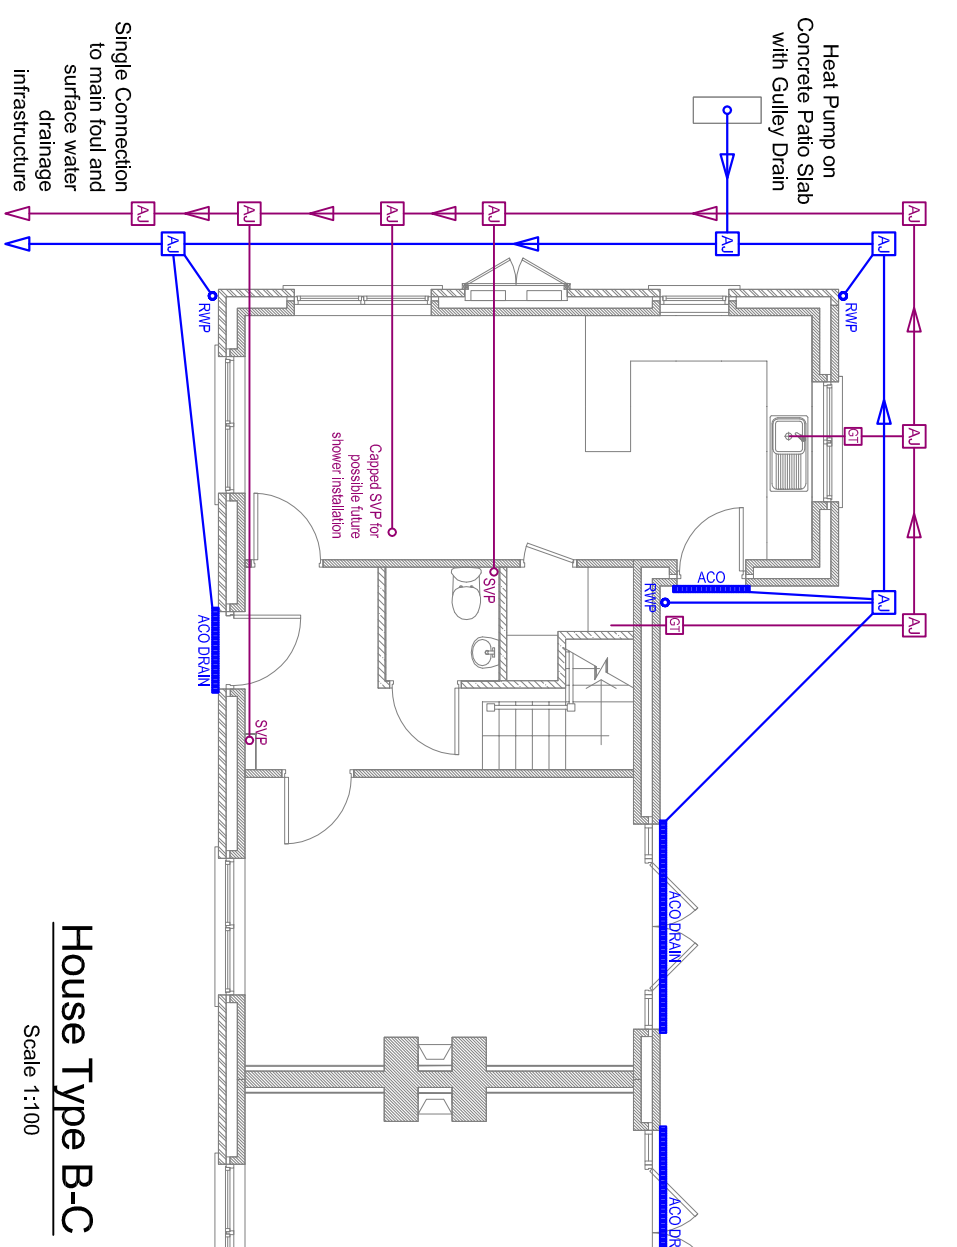 Heat Pump on
Concrete Patio Slab
with Gulley Drain
Single Connection
to main foul and
surface water
drainage
infrastructure
AJ
AJ
AJ
AJ
AJ
AJ
AJ
AJ
AJ
AJ
AJ
RWP
RWP
RWP
GT
GT
ACO
Capped SVP for
possible future
shower installation
SVP
SVP
ACO DRAIN
ACO DRAIN
ACO DR
House Type B-C
Scale 1:100